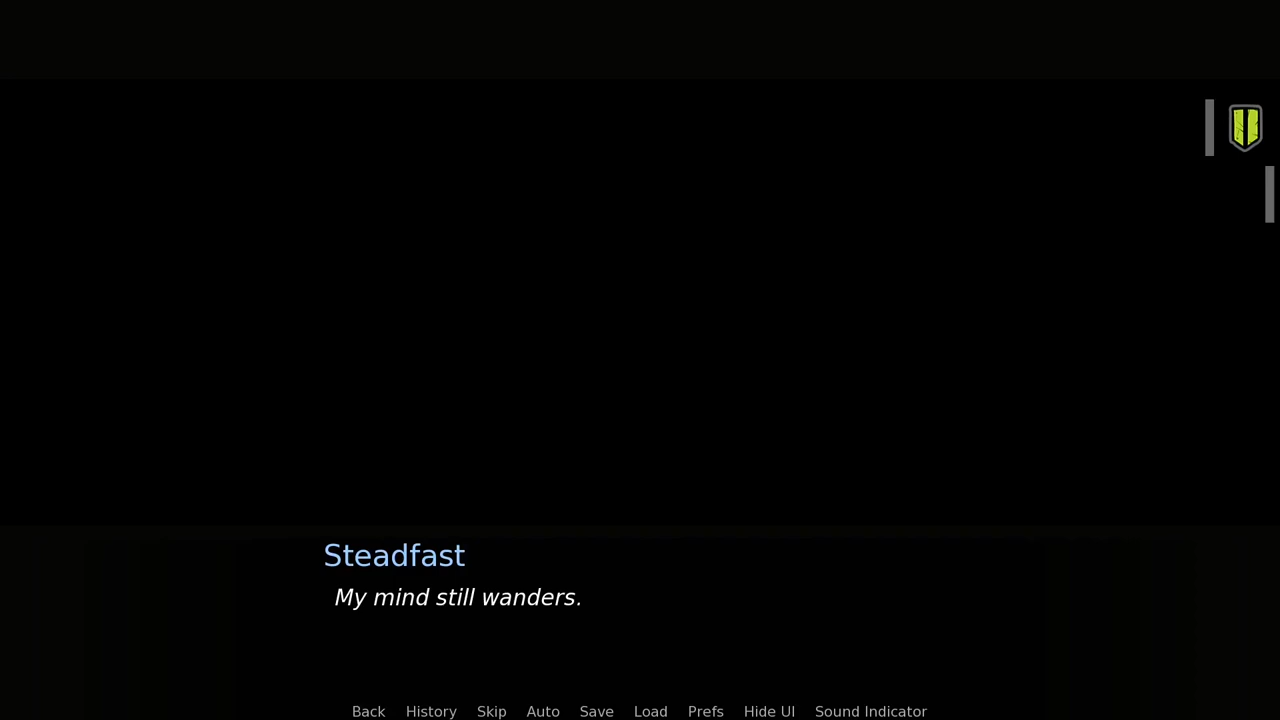 Steadfast
My mind still wanders.
Back History Skip Auto Save Load Prefs Hide UI Sound Indicator